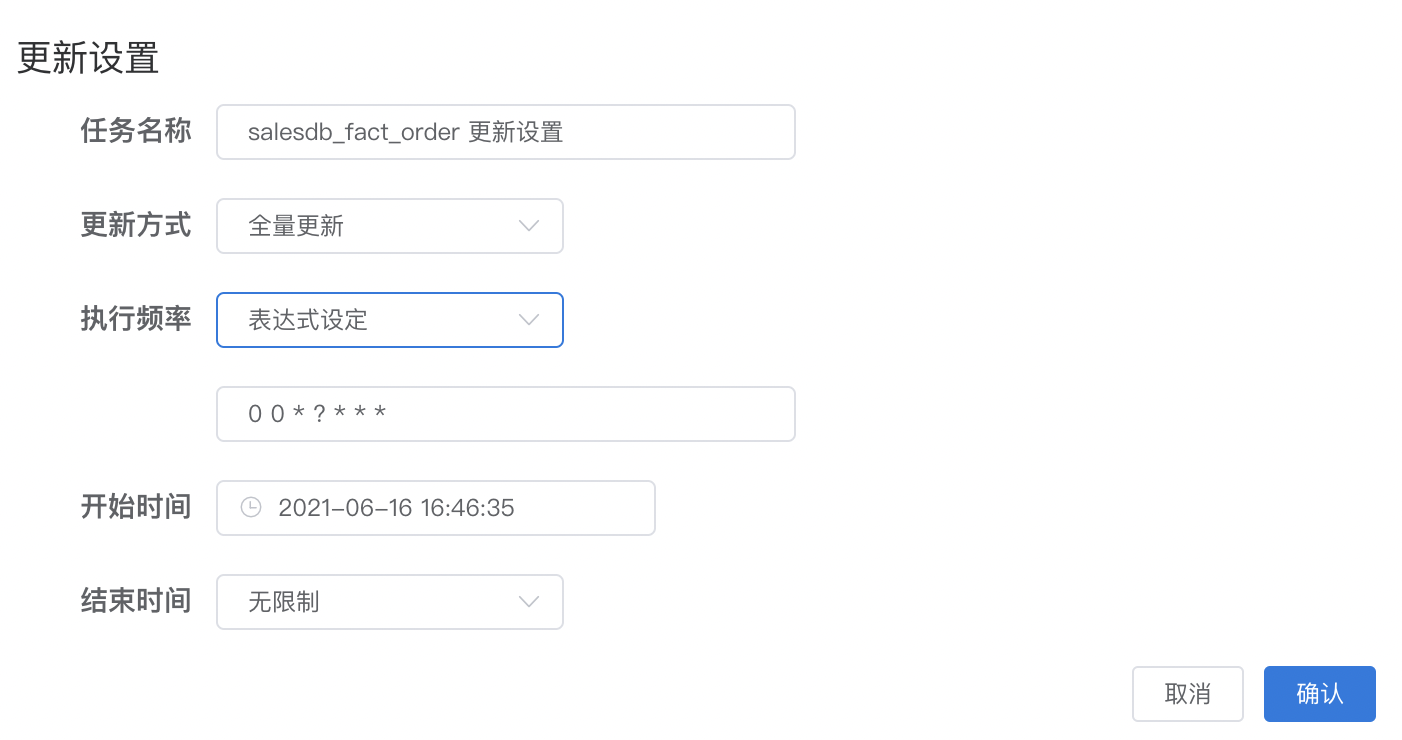 更新设置
任务名称 salesdb_fact_order 更新设置
更新方式 全量更新
执行频率 表达式设定
0 0 * ? * * *
开始时间 2021-06-16 16:46:35
结束时间 无限制
取消 确认